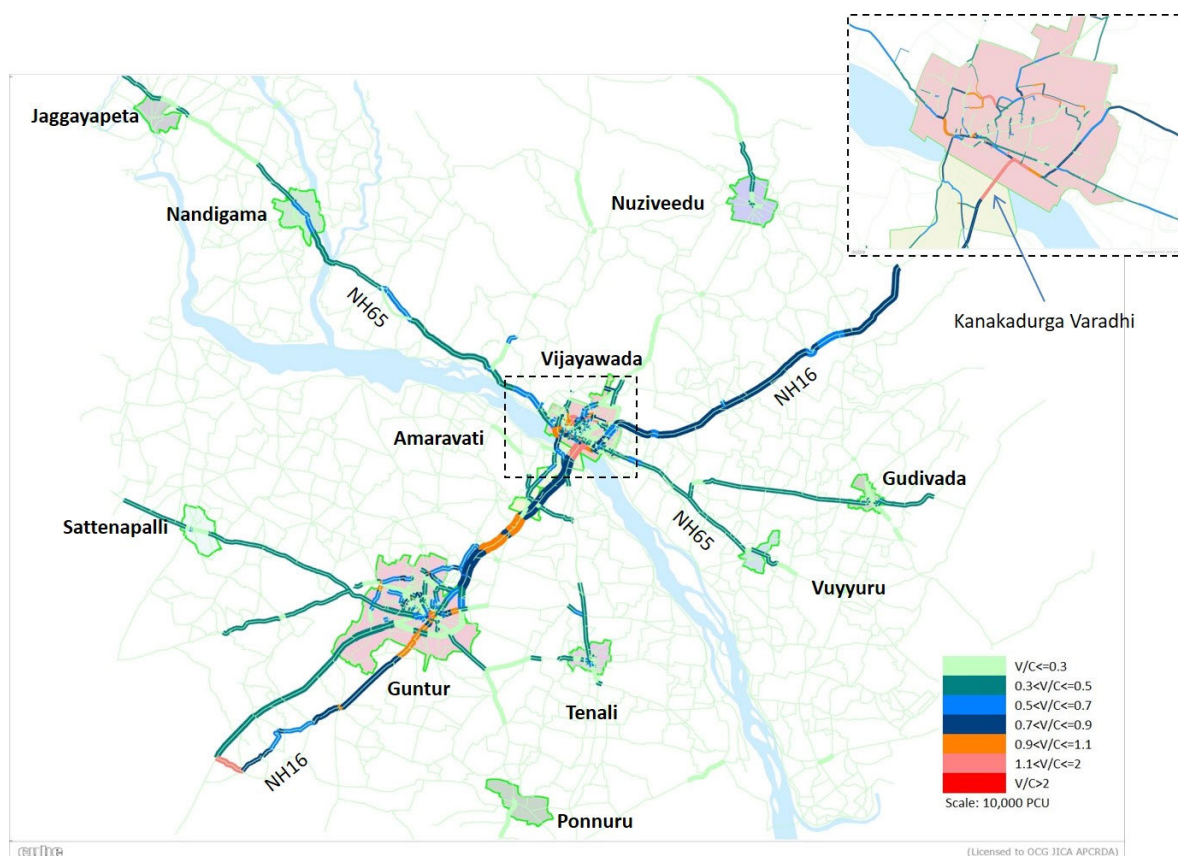 Jaggayapeta
Nandigama
Nuziveedu
NH65
Kanakadurga Varadhi
Vijayawada
NH16
Amaravati
Gudivada
Sattenapalli
NH65
Vuyyuru
Guntur
Tenali
NH16
Ponnuru
V/C<=0.3
0.3<V/C<=0.5
0.5<V/C<=0.7
0.7<V/C<=0.9
0.9<V/C<=1.1
1.1<V/C<=2
V/C>2
Scale: 10,000 PCU
(Licensed to OCG JICA APCRDA)